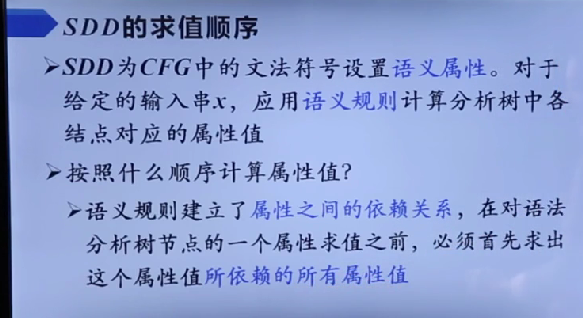 SDD的求值顺序
➢SDD为CFG中的文法符号设置语义属性。对于
给定的输入串x，应用语义规则计算分析树中各
结点对应的属性值
➢按照什么顺序计算属性值?
➢语义规则建立了属性之间的依赖关系，在对语法
分析树节点的一个属性求值之前，必须首先求出
这个属性值所依赖的所有属性值